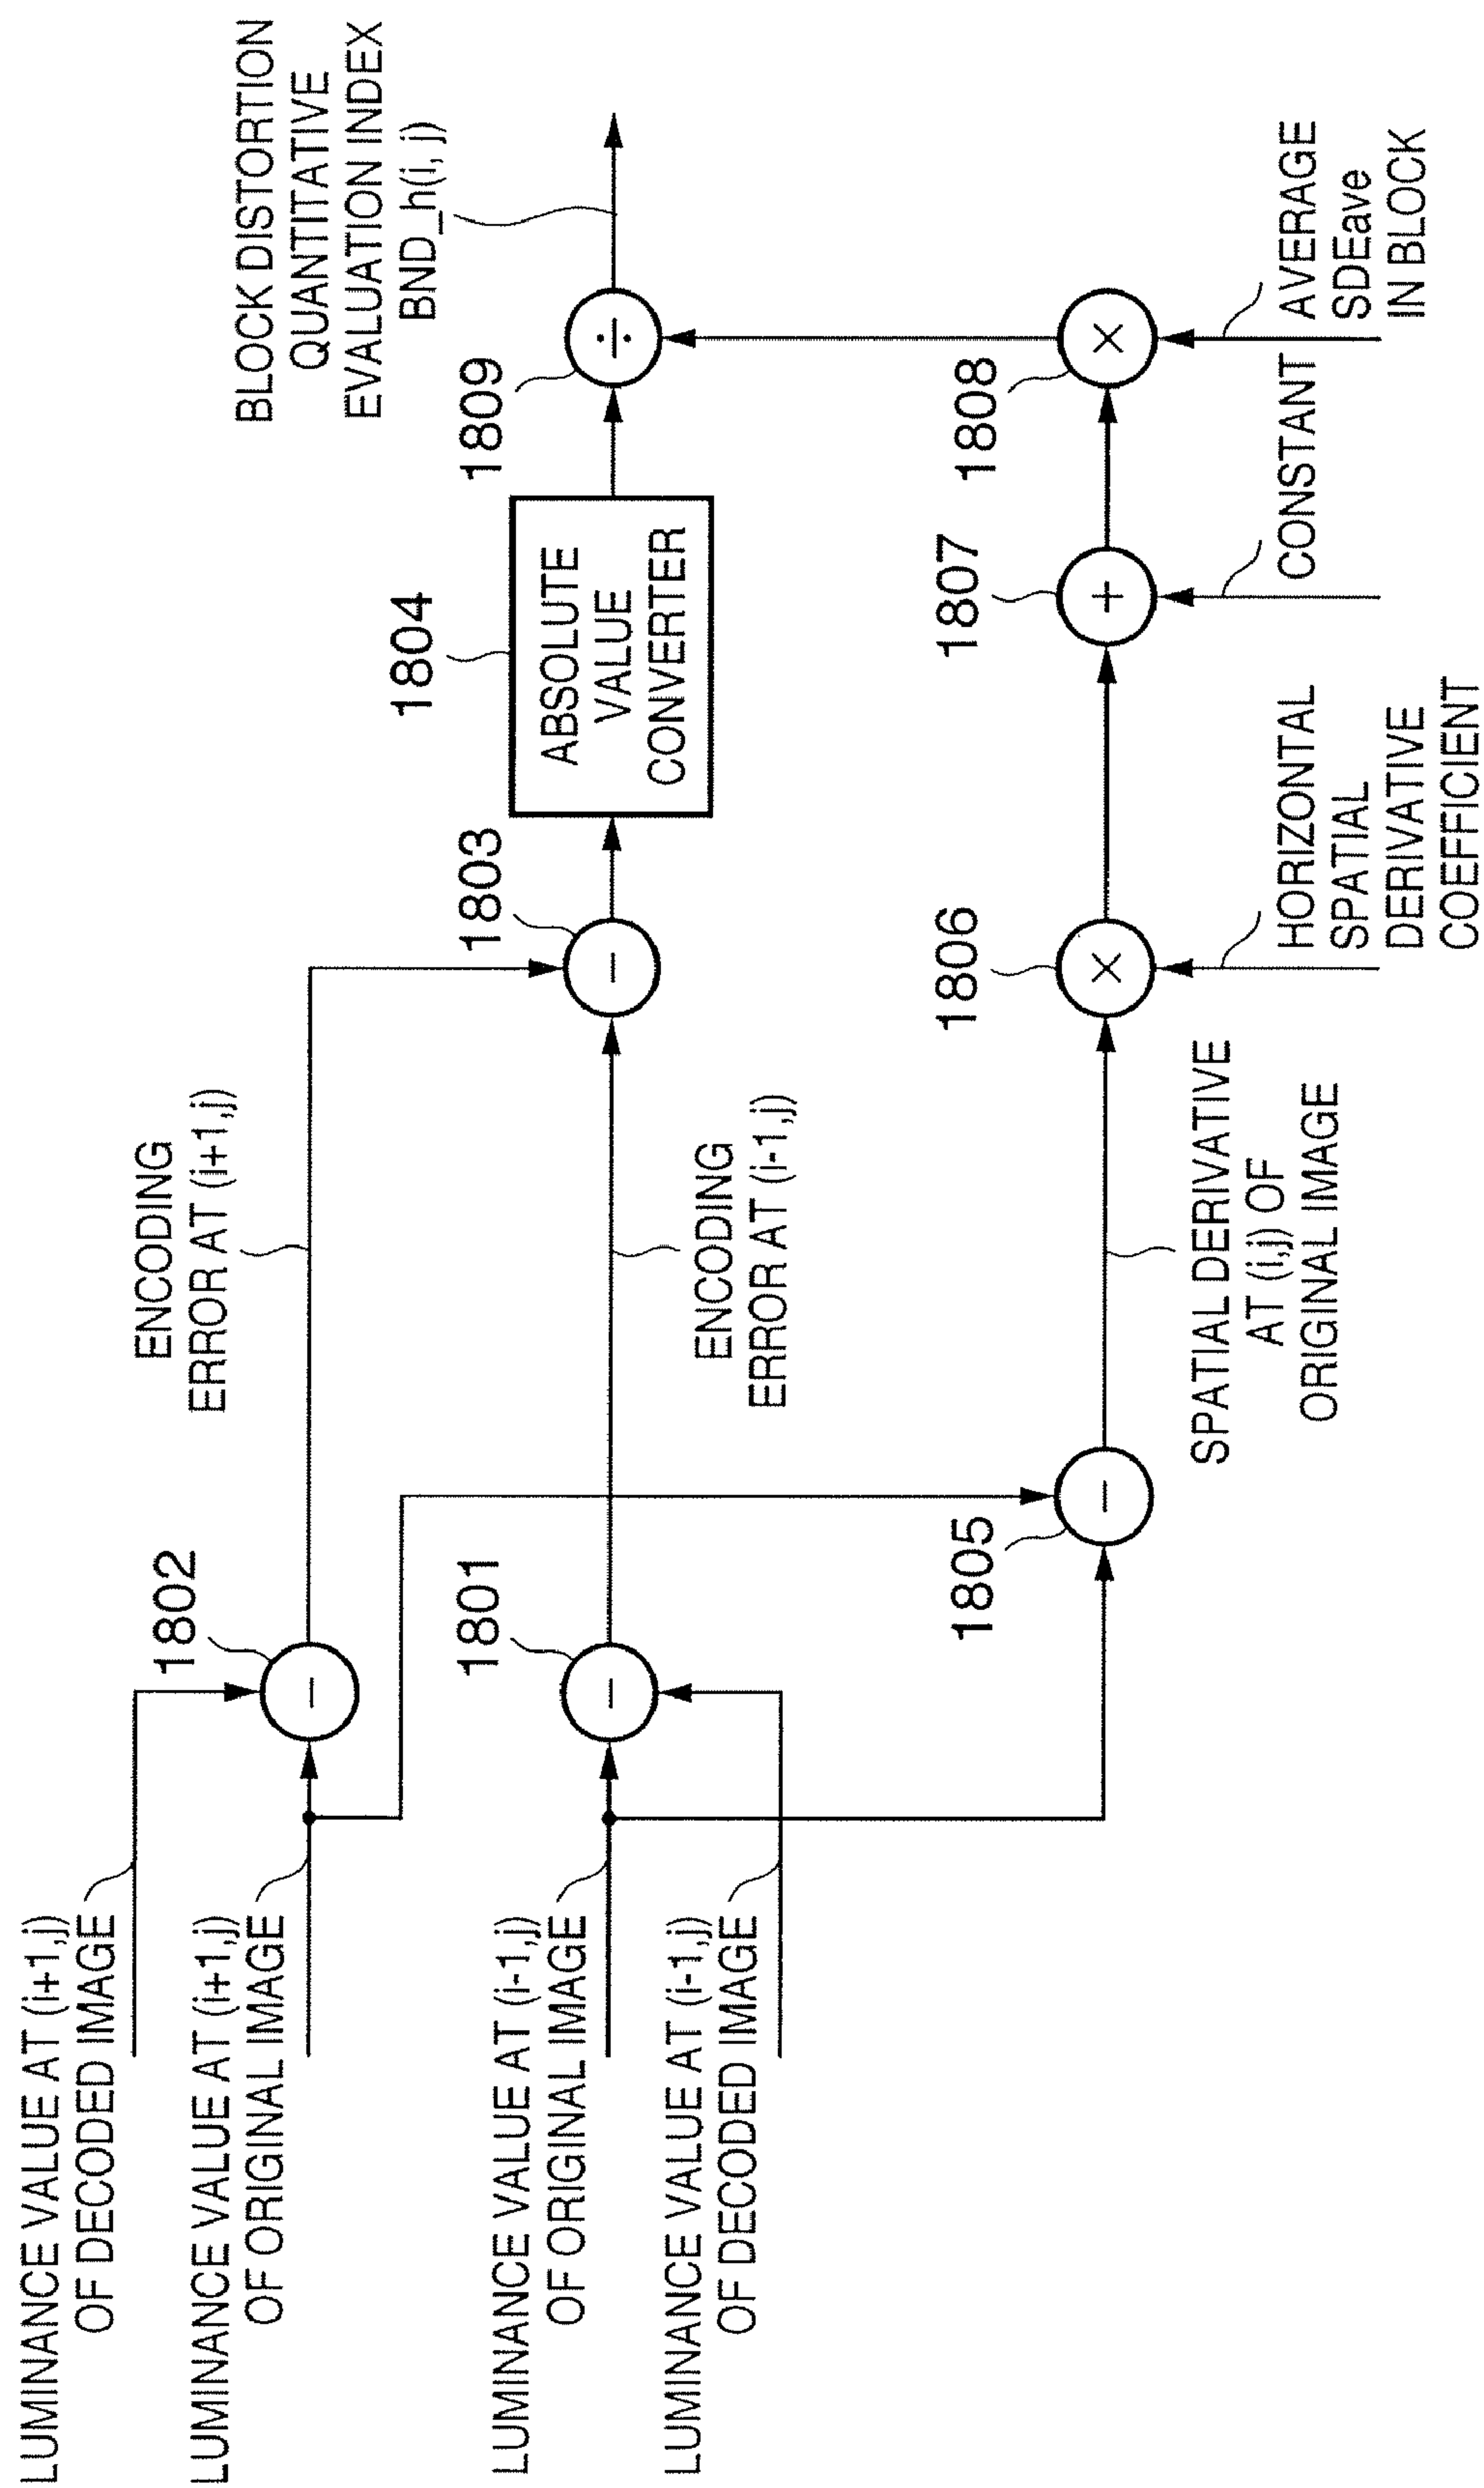 LUMINANCE VALUE AT (i+1,j)
OF DECODED IMAGE
LUMINANCE VALUE AT (i+1,j)
OF ORIGINAL IMAGE
LUMINANCE VALUE AT (i-1,j)
OF ORIGINAL IMAGE
LUMINANCE VALUE AT (i-1,j)
OF DECODED IMAGE
1802
−
1801
−
1805
−
ENCODING
ERROR AT (i+1,j)
ENCODING
ERROR AT (i-1,j)
SPATIAL DERIVATIVE
AT (i,j) OF
ORIGINAL IMAGE
1803
−
1806
×
HORIZONTAL
SPATIAL
DERIVATIVE
COEFFICIENT
1804
ABSOLUTE
VALUE
CONVERTER
1807
+
CONSTANT
1809
÷
1808
×
AVERAGE
SDEave
IN BLOCK
BLOCK DISTORTION
QUANTITATIVE
EVALUATION INDEX
BND_h(i, j)